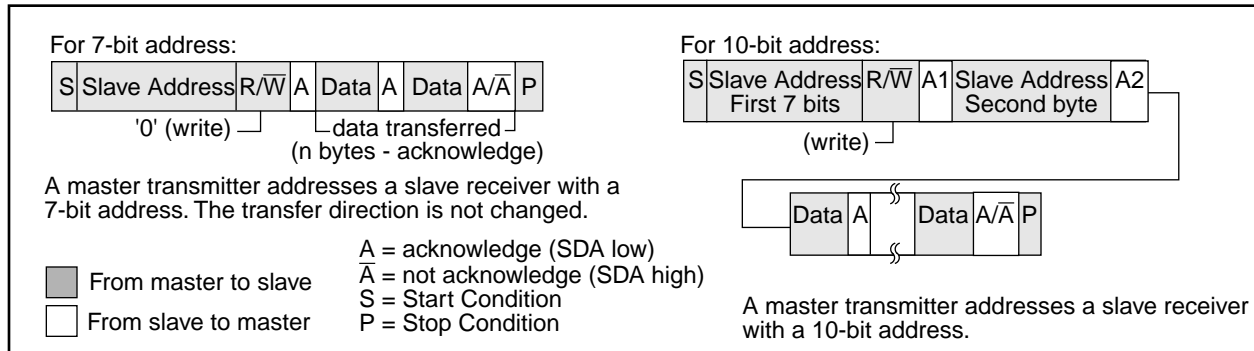 For 7-bit address:
S Slave Address R/W̅ A Data A Data A/A̅ P
'0' (write)
data transferred
(n bytes - acknowledge)
A master transmitter addresses a slave receiver with a
7-bit address. The transfer direction is not changed.
From master to slave
From slave to master
A = acknowledge (SDA low)
A̅ = not acknowledge (SDA high)
S = Start Condition
P = Stop Condition
For 10-bit address:
S Slave Address First 7 bits R/W̅ A1 Slave Address Second byte A2
(write)
Data A Data A/A̅ P
A master transmitter addresses a slave receiver
with a 10-bit address.